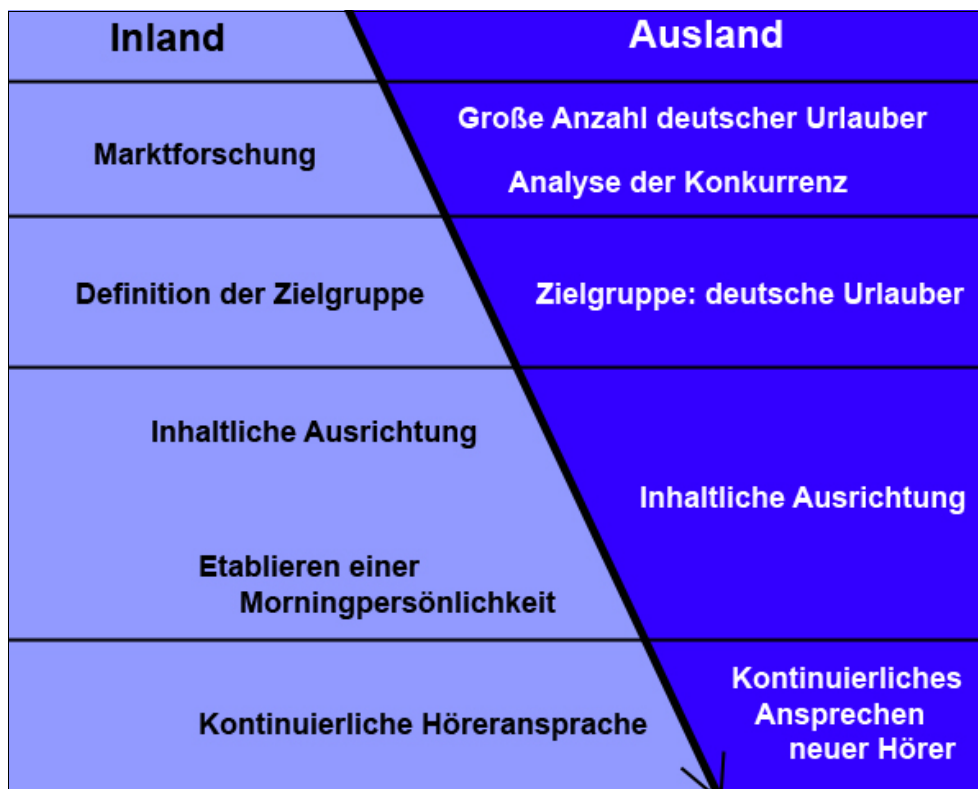 Inland
Ausland
Marktforschung
Große Anzahl deutscher Urlauber
Analyse der Konkurrenz
Definition der Zielgruppe
Zielgruppe: deutsche Urlauber
Inhaltliche Ausrichtung
Etablieren einer
Morningpersönlichkeit
Inhaltliche Ausrichtung
Kontinuierliche Höreransprache
Kontinuierliches
Ansprechen
neuer Hörer